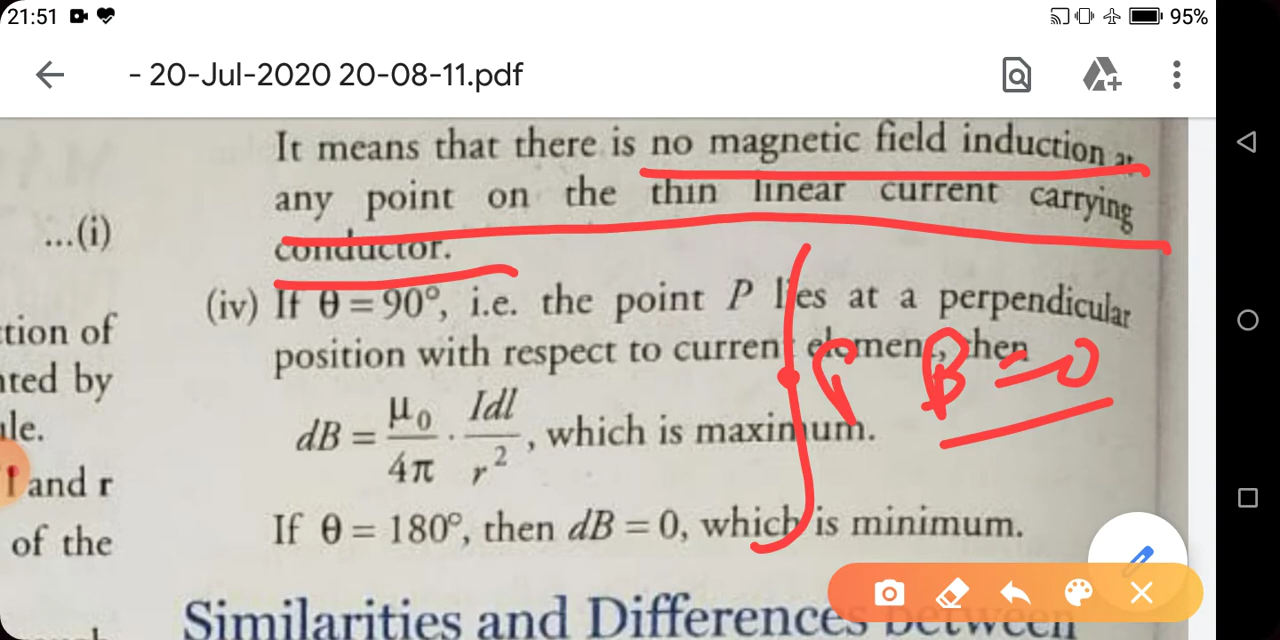 21:51
95%
- 20-Jul-2020 20-08-11.pdf
It means that there is no magnetic field induction at
any point on the thin linear current carrying
conductor.
...(i)
(iv) If θ = 90°, i.e. the point P lies at a perpendicular
position with respect to current element, then
dB = μ₀/4π · Idl/r², which is maximum.
If θ = 180°, then dB = 0, which is minimum.
P B = 0
tion of
nted by
le.
l and r
of the
Similarities and Differences between